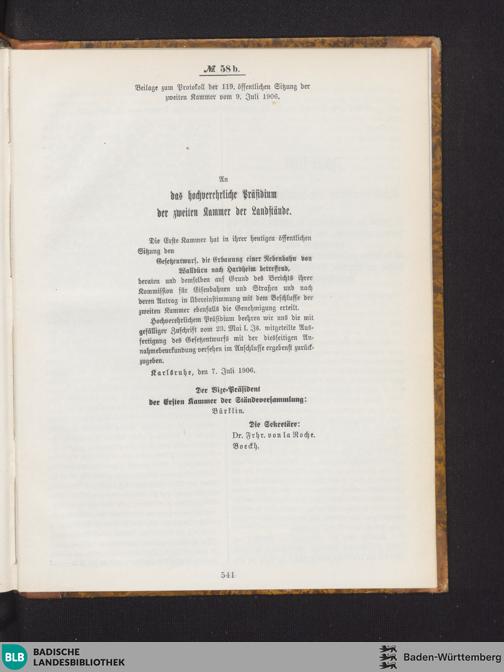 № 58 b.
Beilage zum Protokoll der 119. öffentlichen Sitzung der
zweiten Kammer vom 9. Juli 1906.
An
das hochverehrliche Präsidium
der zweiten Kammer der Landstände.
Die Erste Kammer hat in ihrer heutigen öffentlichen
Sitzung den
Gesetzentwurf, die Erbauung einer Nebenbahn von
Walldürn nach Hardheim betreffend,
beraten und demselben auf Grund des Berichts ihrer
Kommission für Eisenbahnen und Straßen und nach
deren Antrag in Übereinstimmung mit dem Beschlusse der
zweiten Kammer ebenfalls die Genehmigung erteilt.
Hochverehrlichem Präsidium beehren wir uns die mit
gefälliger Zuschrift vom 23. Mai l. Js. mitgeteilte Aus-
fertigung des Gesetzentwurfs mit der diesseitigen An-
nahmebeurkundung versehen im Anschlusse ergebenst zurück-
zugeben.
Karlsruhe, den 7. Juli 1906.
Der Vize-Präsident
der Ersten Kammer der Ständeversammlung:
Bürklin.
Die Sekretäre:
Dr. Frhr. von la Roche.
Boeckh.
541
BLB BADISCHE
LANDESBIBLIOTHEK
Baden-Württemberg